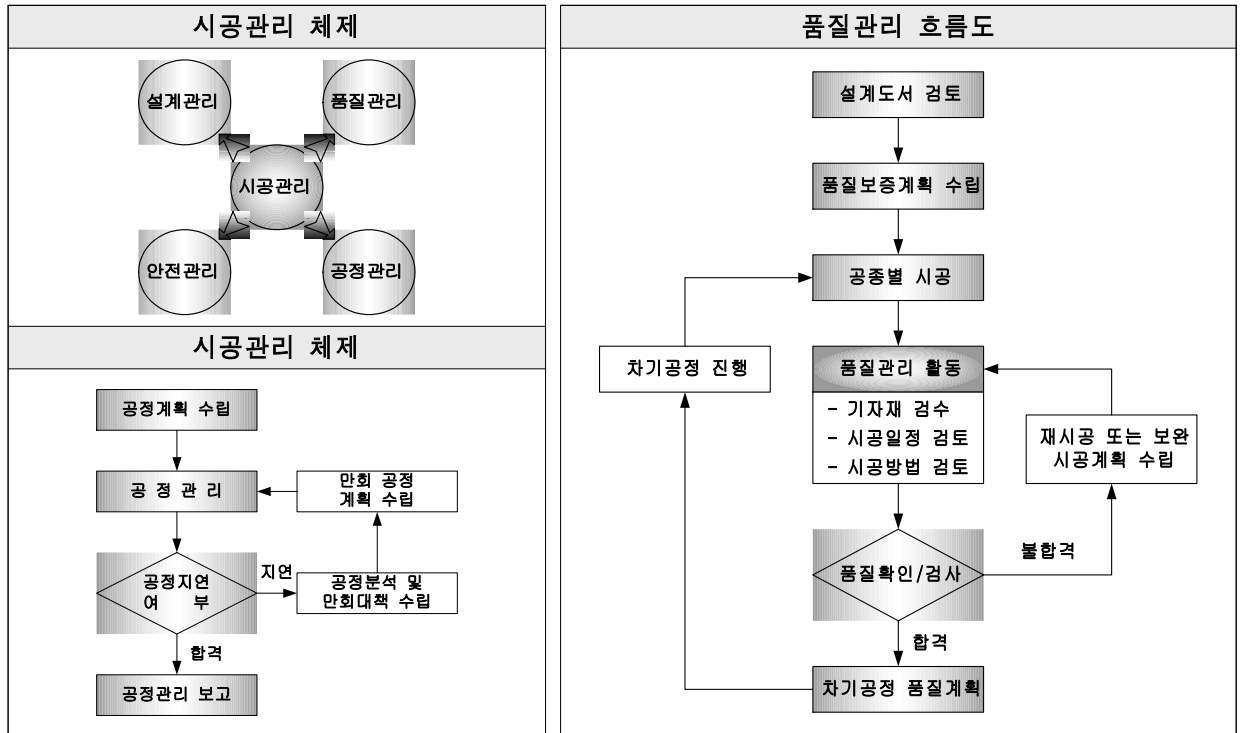 시공관리 체제
설계관리
품질관리
시공관리
안전관리
공정관리
시공관리 체제
공정계획 수립
공 정 관 리
만회 공정
계획 수립
공정지연
여 부
지연
공정분석 및
만회대책 수립
합격
공정관리 보고
품질관리 흐름도
설계도서 검토
품질보증계획 수립
공종별 시공
차기공정 진행
품질관리 활동
- 기자재 검수
- 시공일정 검토
- 시공방법 검토
재시공 또는 보완
시공계획 수립
품질확인/검사
불합격
합격
차기공정 품질계획